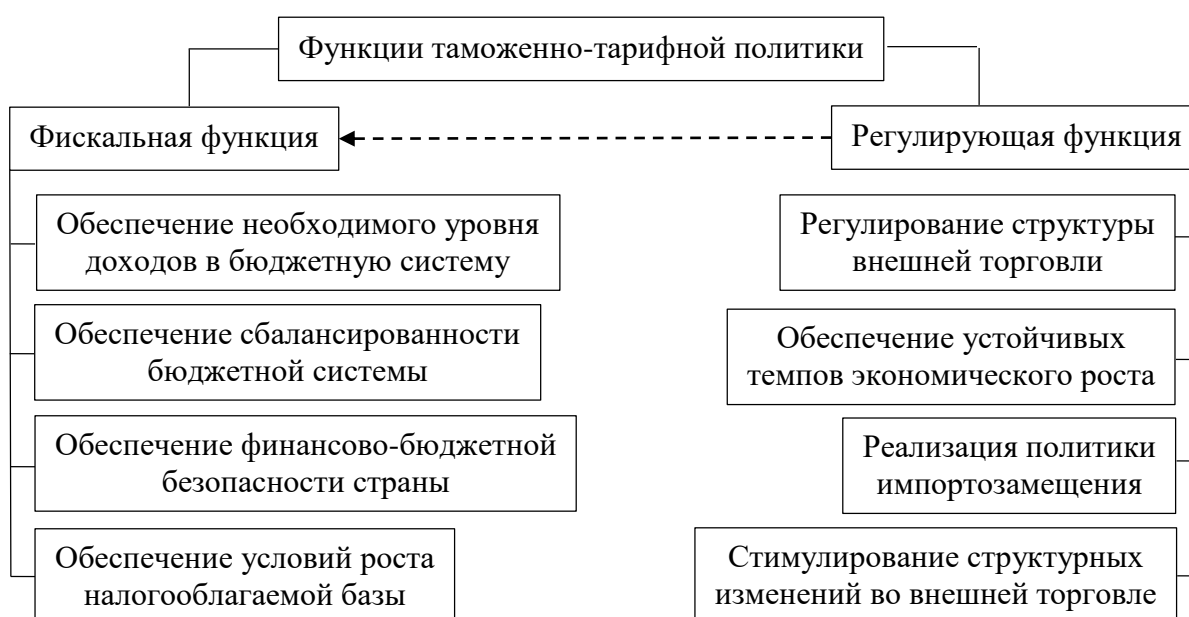 Функции таможенно-тарифной политики
Фискальная функция
Регулирующая функция
Обеспечение необходимого уровня
доходов в бюджетную систему
Обеспечение сбалансированности
бюджетной системы
Обеспечение финансово-бюджетной
безопасности страны
Обеспечение условий роста
налогооблагаемой базы
Регулирование структуры
внешней торговли
Обеспечение устойчивых
темпов экономического роста
Реализация политики
импортозамещения
Стимулирование структурных
изменений во внешней торговле